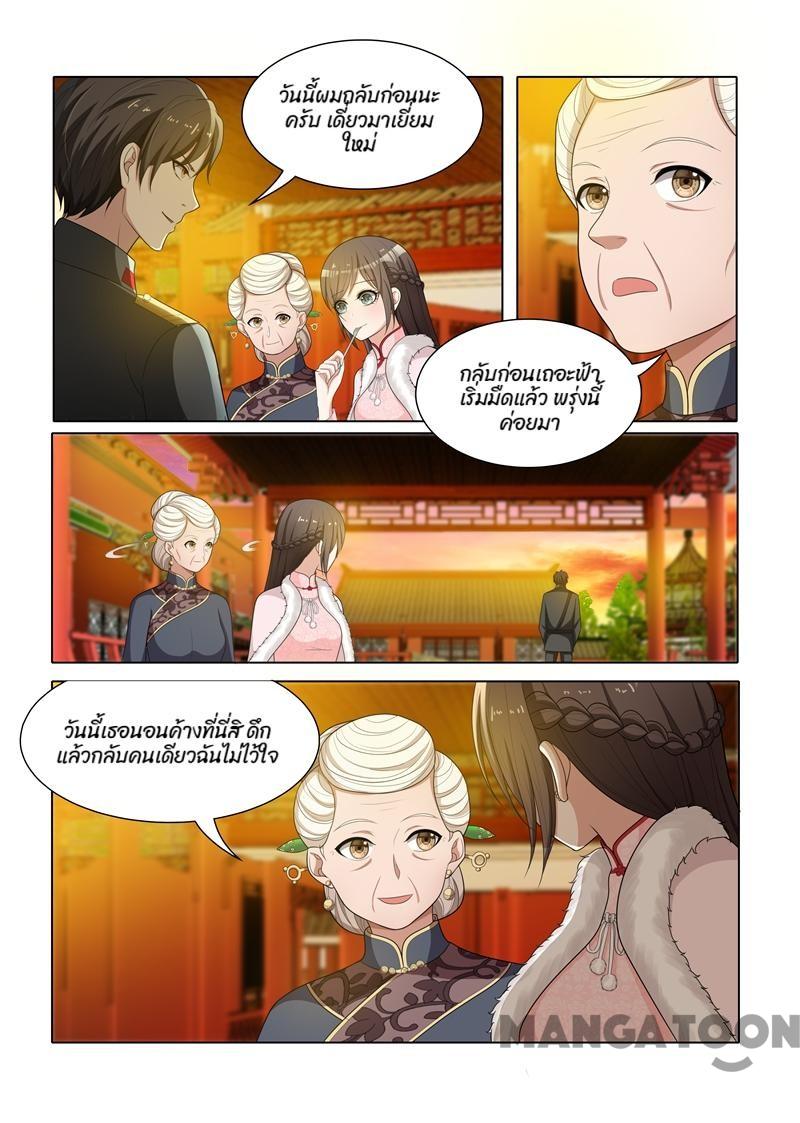 วันนี้ผมกลับก่อนนะ
ครับ เดี๋ยวมาเยี่ยม
ใหม่
กลับก่อนเถอะฟ้า
เริ่มมืดแล้ว พรุ่งนี้
ค่อยมา
วันนี้เธอนอนค้างที่นี่สิ ดึก
แล้วกลับคนเดียวฉันไม่ไว้ใจ
MANGATOON